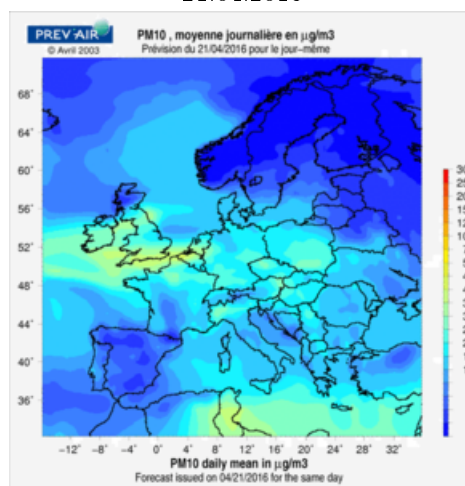 PREV'AIR
© Avril 2003
PM10 , moyenne journalière en µg/m3
Prévision du 21/04/2016 pour le jour-même
68°
64°
60°
56°
52°
48°
44°
40°
36°
−12° −8° −4° 0° 4° 8° 12° 16° 20° 24° 28° 32°
PM10 daily mean in µg/m3
Forecast issued on 04/21/2016 for the same day